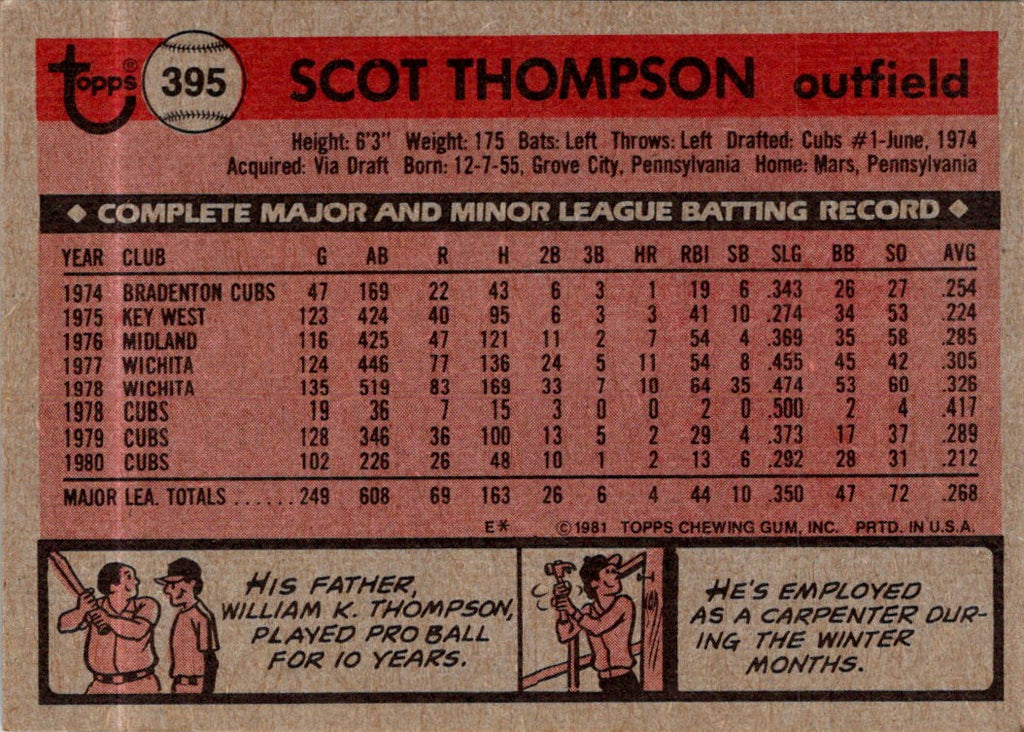 Topps® 395 SCOT THOMPSON outfield
Height: 6'3" Weight: 175 Bats: Left Throws: Left Drafted: Cubs #1-June, 1974
Acquired: Via Draft Born: 12-7-55, Grove City, Pennsylvania Home: Mars, Pennsylvania
COMPLETE MAJOR AND MINOR LEAGUE BATTING RECORD
YEAR CLUB G AB R H 2B 3B HR RBI SB SLG BB SO AVG
1974 BRADENTON CUBS 47 169 22 43 6 3 1 19 6 .343 26 27 .254
1975 KEY WEST 123 424 40 95 6 3 3 41 10 .274 34 53 .224
1976 MIDLAND 116 425 47 121 11 2 7 54 4 .369 35 58 .285
1977 WICHITA 124 446 77 136 24 5 11 54 8 .455 45 42 .305
1978 WICHITA 135 519 83 169 33 7 10 64 35 .474 53 60 .326
1978 CUBS 19 36 7 15 3 0 0 2 0 .500 2 4 .417
1979 CUBS 128 346 36 100 13 5 2 29 4 .373 17 37 .289
1980 CUBS 102 226 26 48 10 1 2 13 6 .292 28 31 .212
MAJOR LEA. TOTALS ......249 608 69 163 26 6 4 44 10 .350 47 72 .268
E* ©1981 TOPPS CHEWING GUM, INC. PRTD. IN U.S.A.
HIS FATHER,
WILLIAM K. THOMPSON,
PLAYED PRO BALL
FOR 10 YEARS.
HE'S EMPLOYED
AS A CARPENTER DUR-
ING THE WINTER
MONTHS.